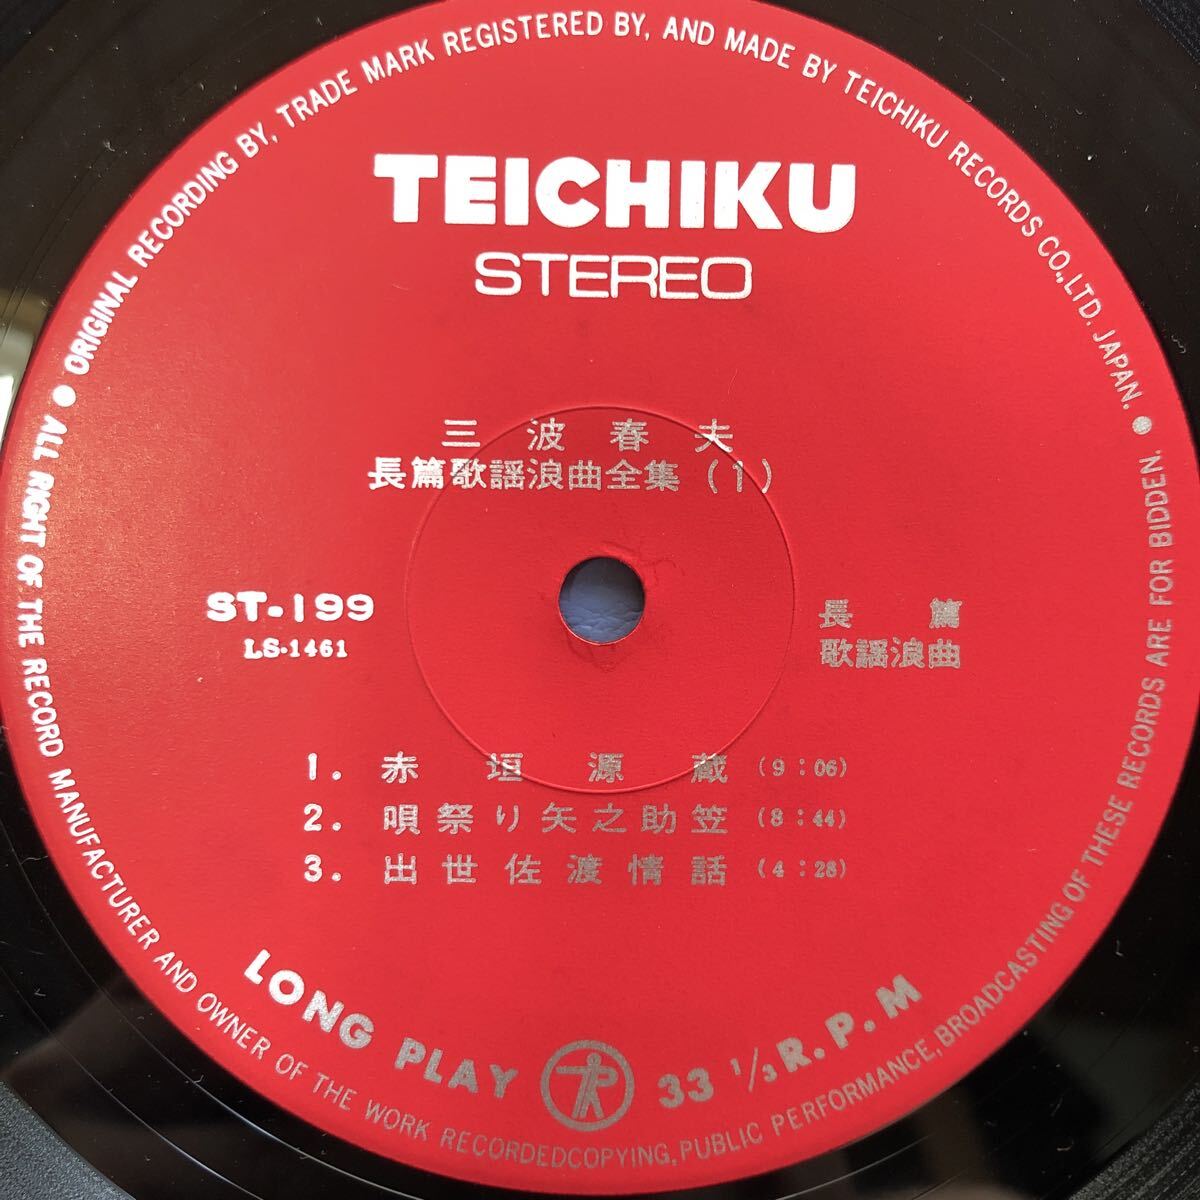 ORIGINAL RECORDING BY, TRADE MARK REGISTERED BY, AND MADE BY TEICHIKU RECORDS CO.,LTD. JAPAN.
TEICHIKU
STEREO
三波春夫
長篇歌謡浪曲全集(1)
ST-199
LS-1461
長篇
歌謡浪曲
1. 赤垣源蔵 (9:06)
2. 唄祭り矢之助笠 (8:44)
3. 出世佐渡情話 (4:28)
LONG PLAY 33 1/3 R.P.M
ALL RIGHT OF THE RECORD MANUFACTURER AND OWNER OF THE WORK RECORDEDCOPYING, PUBLIC PERFORMANCE, BROADCASTING OF THESE RECORDS ARE FOR BIDDEN.